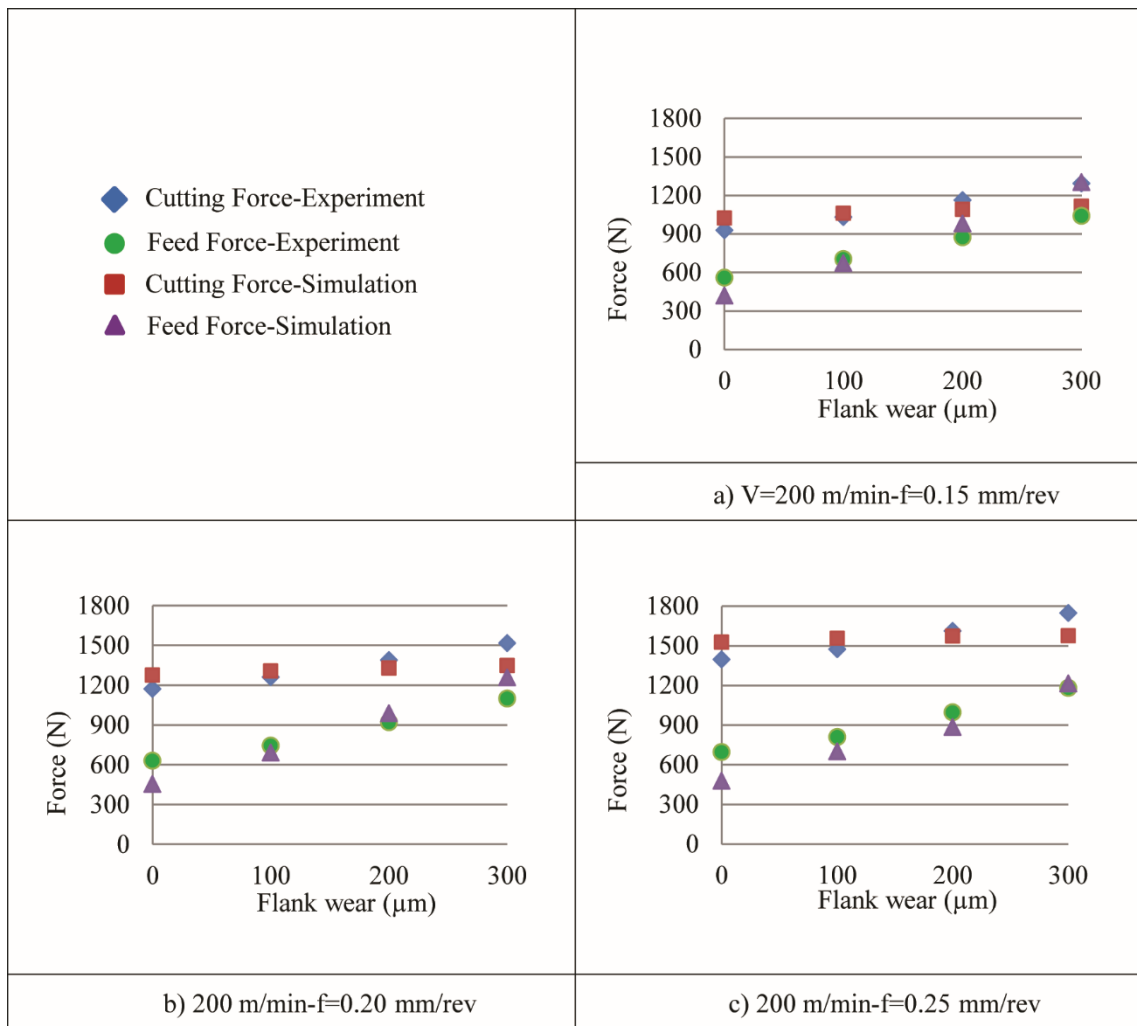 Cutting Force-Experiment
Feed Force-Experiment
Cutting Force-Simulation
Feed Force-Simulation
1800
1500
1200
900
600
300
0
Force (N)
0 100 200 300
Flank wear (µm)
a) V=200 m/min-f=0.15 mm/rev
1800
1500
1200
900
600
300
0
Force (N)
0 100 200 300
Flank wear (µm)
b) 200 m/min-f=0.20 mm/rev
1800
1500
1200
900
600
300
0
Force (N)
0 100 200 300
Flank wear (µm)
c) 200 m/min-f=0.25 mm/rev